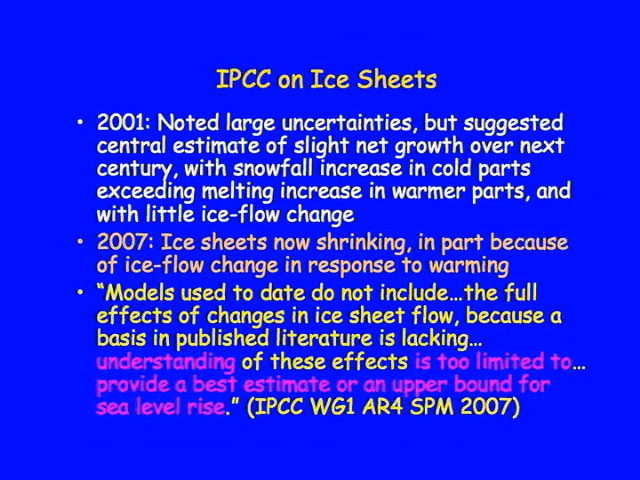 IPCC on Ice Sheets
• 2001: Noted large uncertainties, but suggested
central estimate of slight net growth over next
century, with snowfall increase in cold parts
exceeding melting increase in warmer parts, and
with little ice-flow change
• 2007: Ice sheets now shrinking, in part because
of ice-flow change in response to warming
• “Models used to date do not include…the full
effects of changes in ice sheet flow, because a
basis in published literature is lacking…
understanding of these effects is too limited to…
provide a best estimate or an upper bound for
sea level rise.” (IPCC WG1 AR4 SPM 2007)